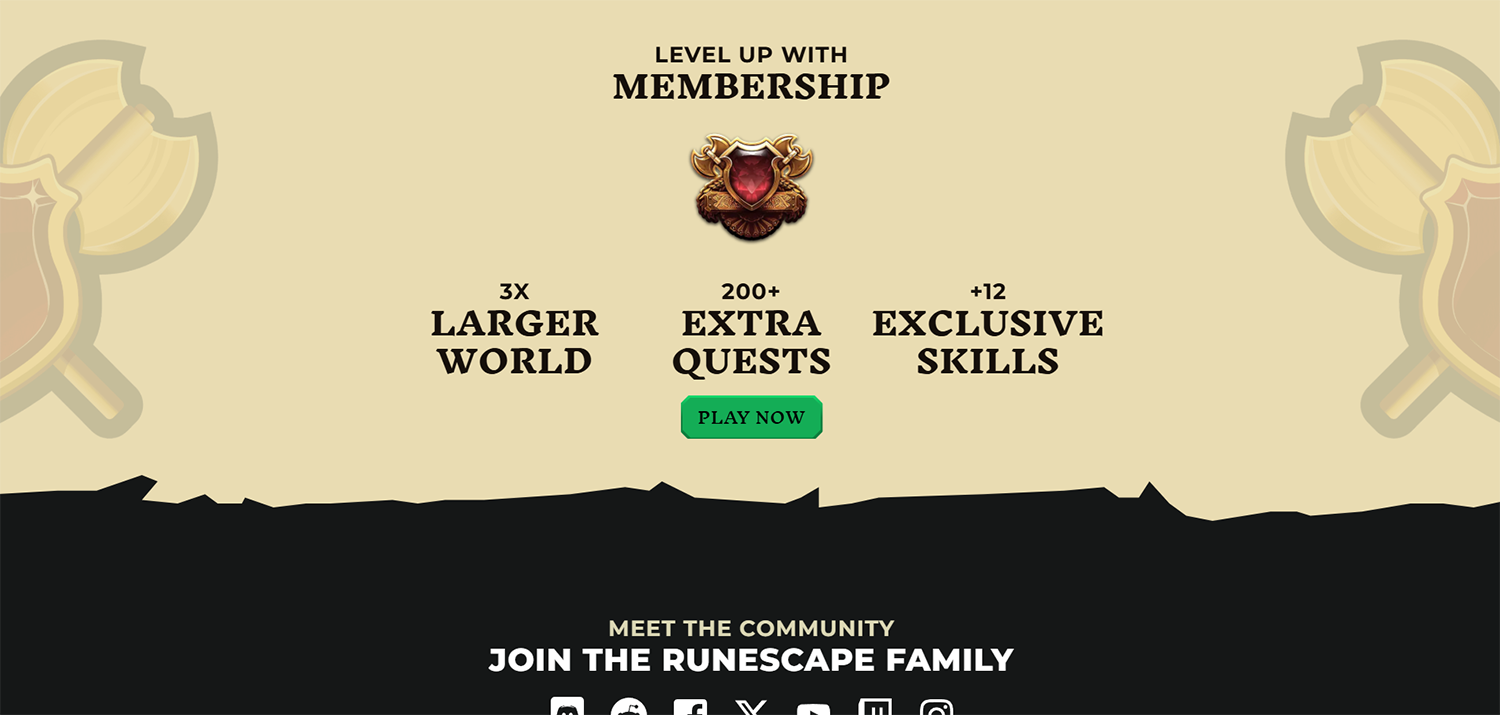 LEVEL UP WITH
MEMBERSHIP
3X
LARGER
WORLD
200+
EXTRA
QUESTS
+12
EXCLUSIVE
SKILLS
PLAY NOW
MEET THE COMMUNITY
JOIN THE RUNESCAPE FAMILY